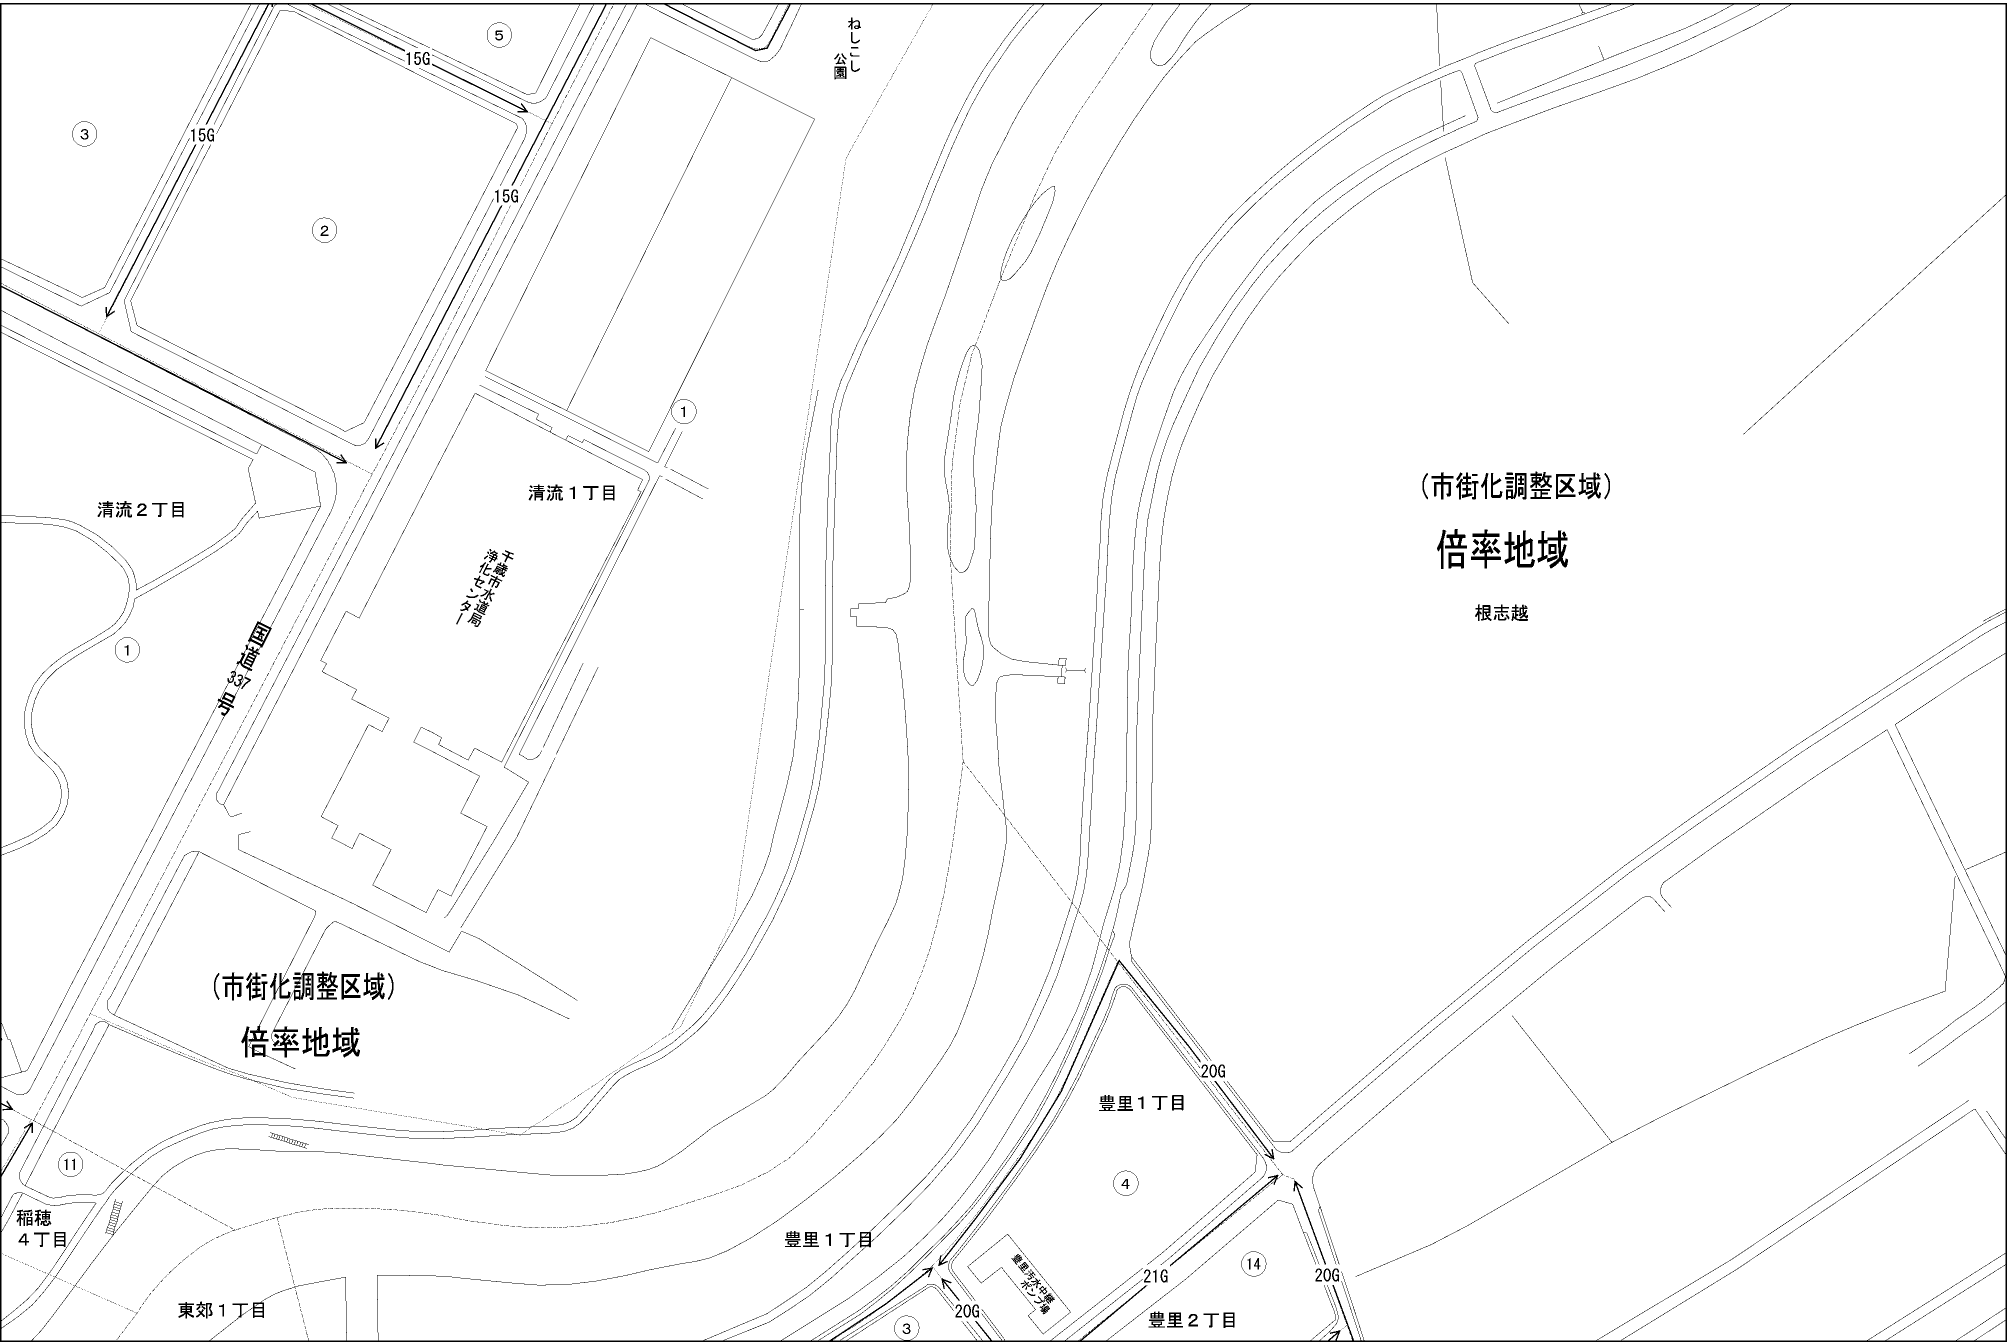 5
15G
ねしこし
公園
3
15G
2
15G
1
清流1丁目
清流2丁目
千歳市水道局
浄化センター
国道337号
1
(市街化調整区域)
倍率地域
根志越
(市街化調整区域)
倍率地域
20G
豊里1丁目
11
4
稲穂
4丁目
豊里1丁目
豊里汚水中継
ポンプ場
14
21G
20G
東郊1丁目
20G
豊里2丁目
3